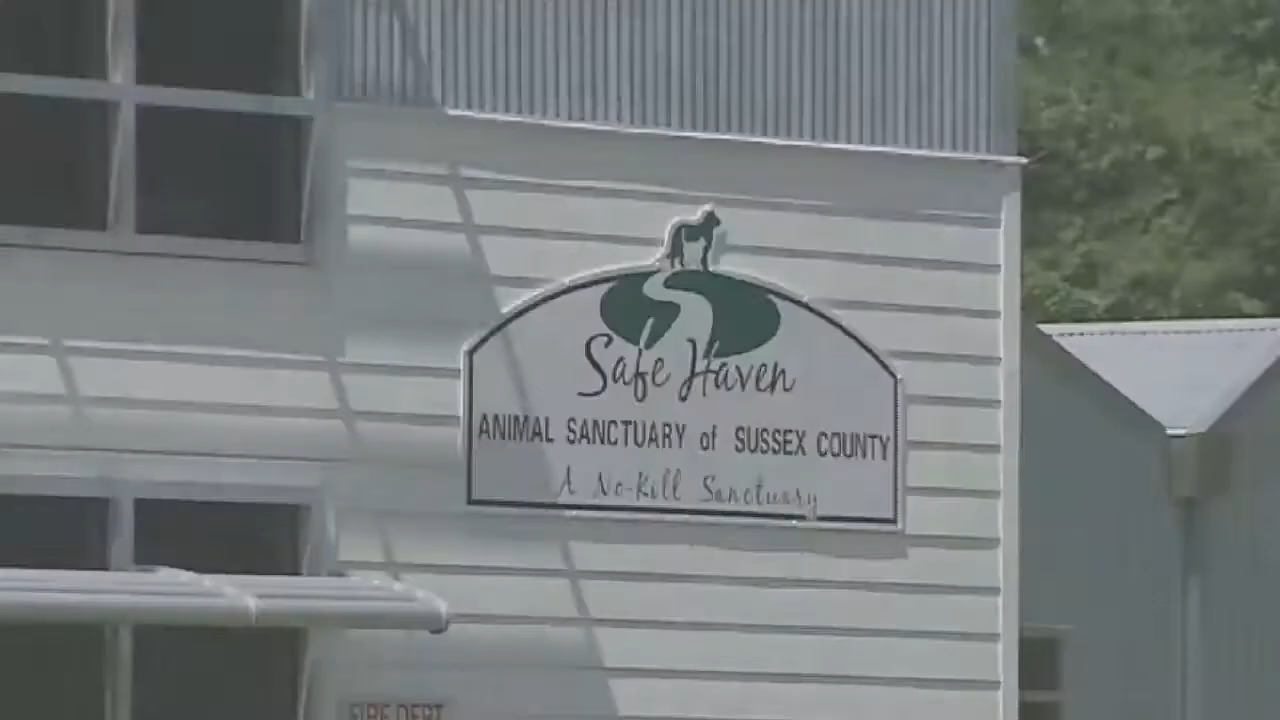 Safe Haven
ANIMAL SANCTUARY of SUSSEX COUNTY
A No-Kill Sanctuary
FIRE DEPT